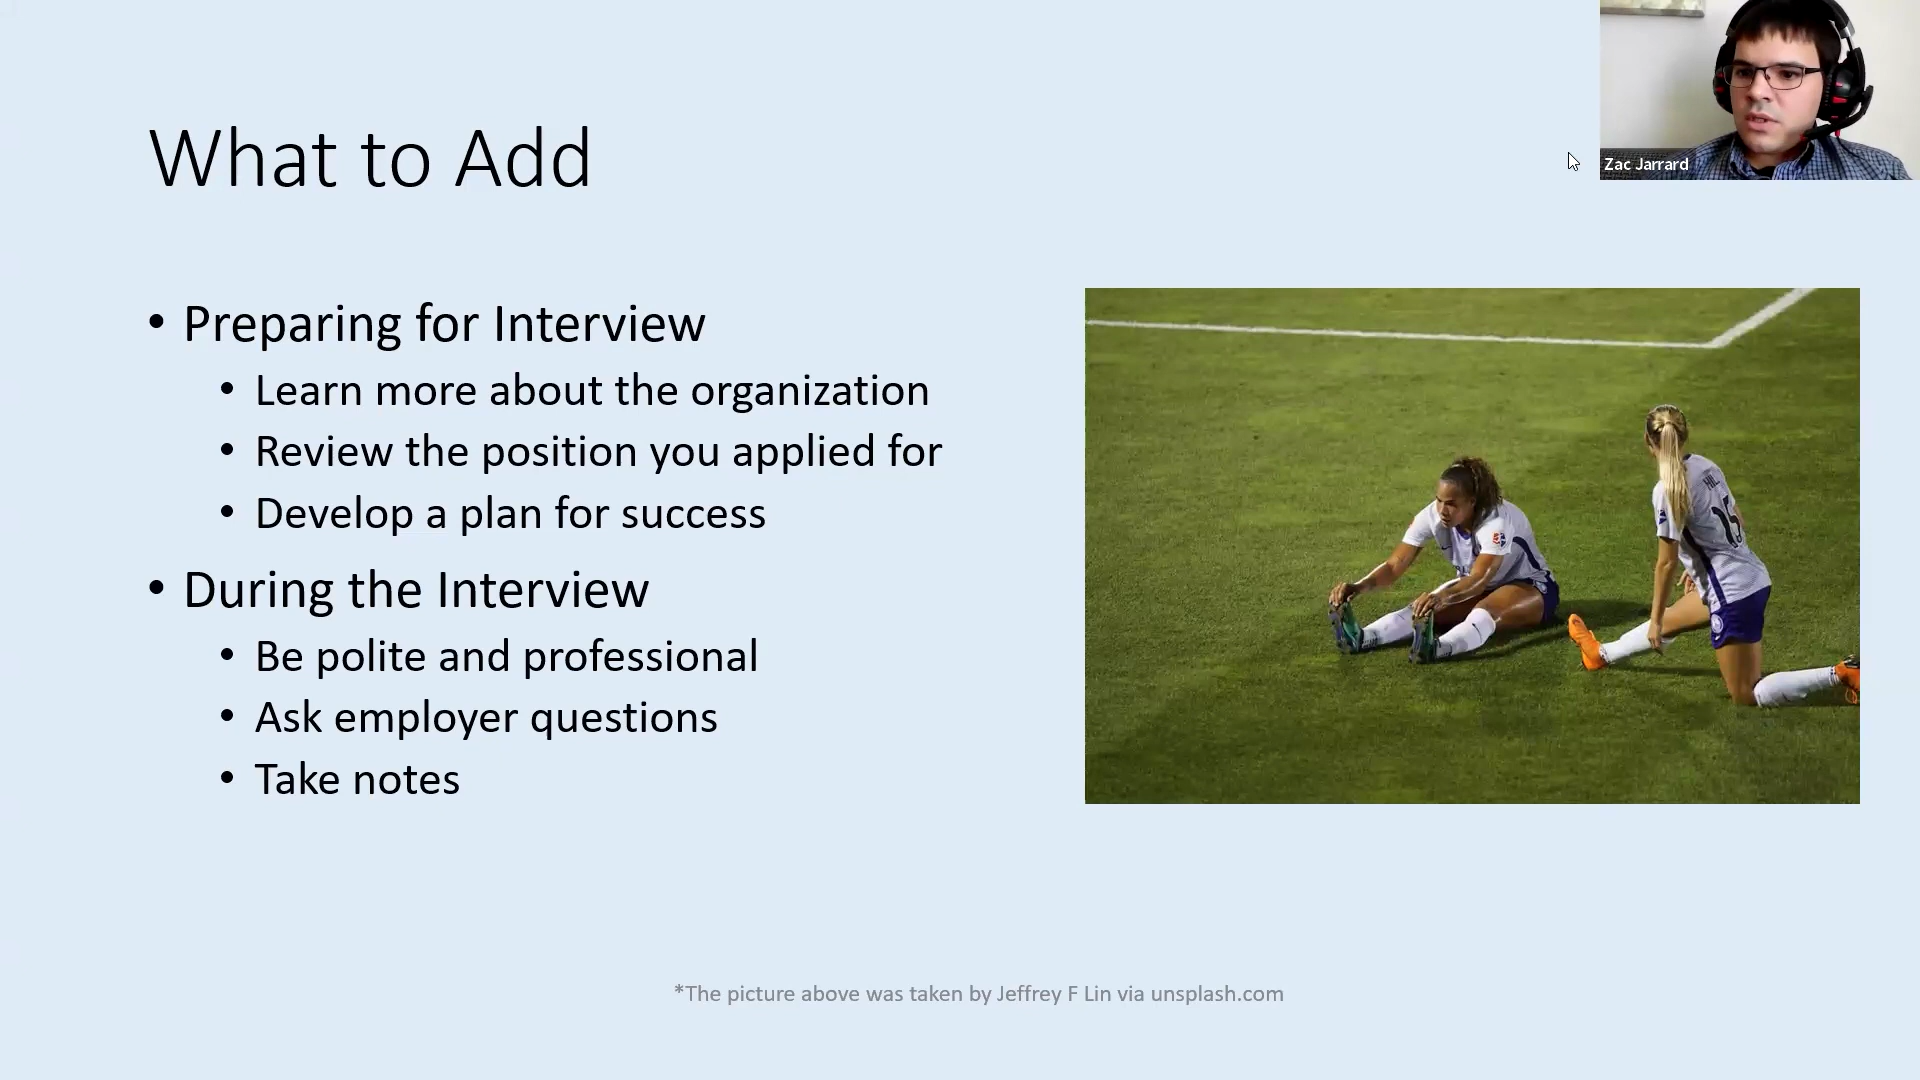 What to Add
Zac Jarrard
• Preparing for Interview
• Learn more about the organization
• Review the position you applied for
• Develop a plan for success
• During the Interview
• Be polite and professional
• Ask employer questions
• Take notes
15
*The picture above was taken by Jeffrey F Lin via unsplash.com